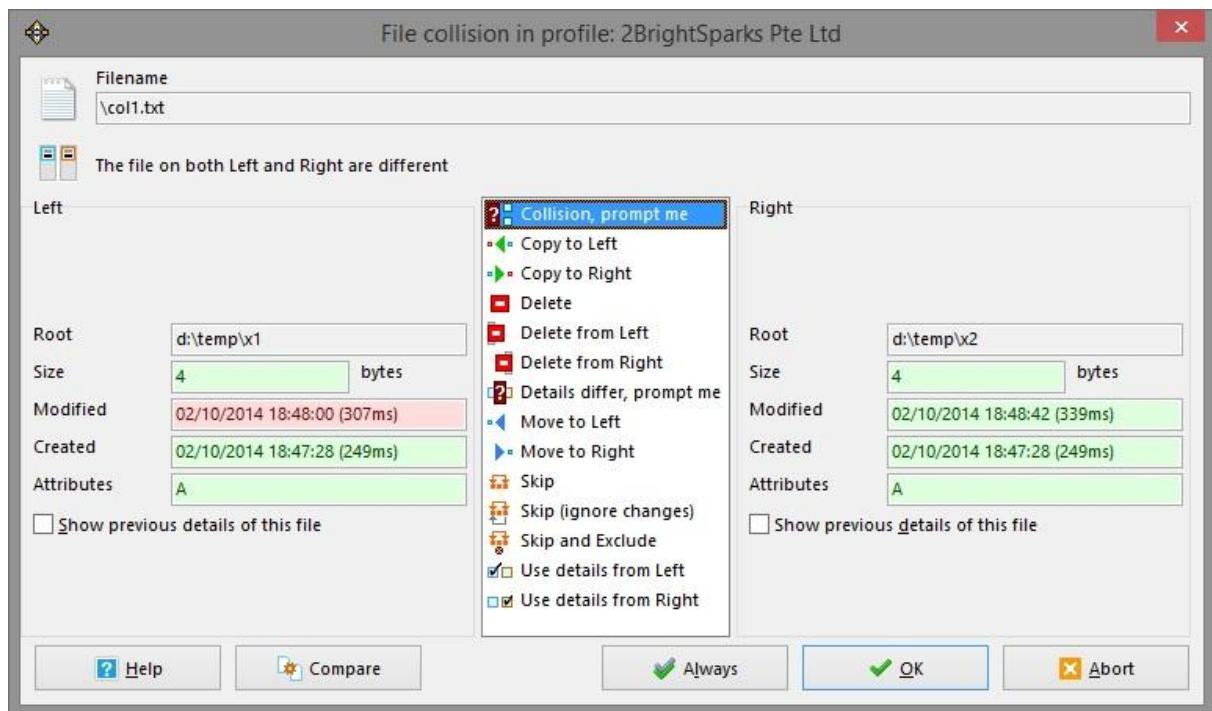 File collision in profile: 2BrightSparks Pte Ltd
Filename
\col1.txt
The file on both Left and Right are different
Left
Root
d:\temp\x1
Size
4
bytes
Modified
02/10/2014 18:48:00 (307ms)
Created
02/10/2014 18:47:28 (249ms)
Attributes
A
Show previous details of this file
Collision, prompt me
Copy to Left
Copy to Right
Delete
Delete from Left
Delete from Right
Details differ, prompt me
Move to Left
Move to Right
Skip
Skip (ignore changes)
Skip and Exclude
Use details from Left
Use details from Right
Right
Root
d:\temp\x2
Size
4
bytes
Modified
02/10/2014 18:48:42 (339ms)
Created
02/10/2014 18:47:28 (249ms)
Attributes
A
Show previous details of this file
Help
Compare
Always
OK
Abort